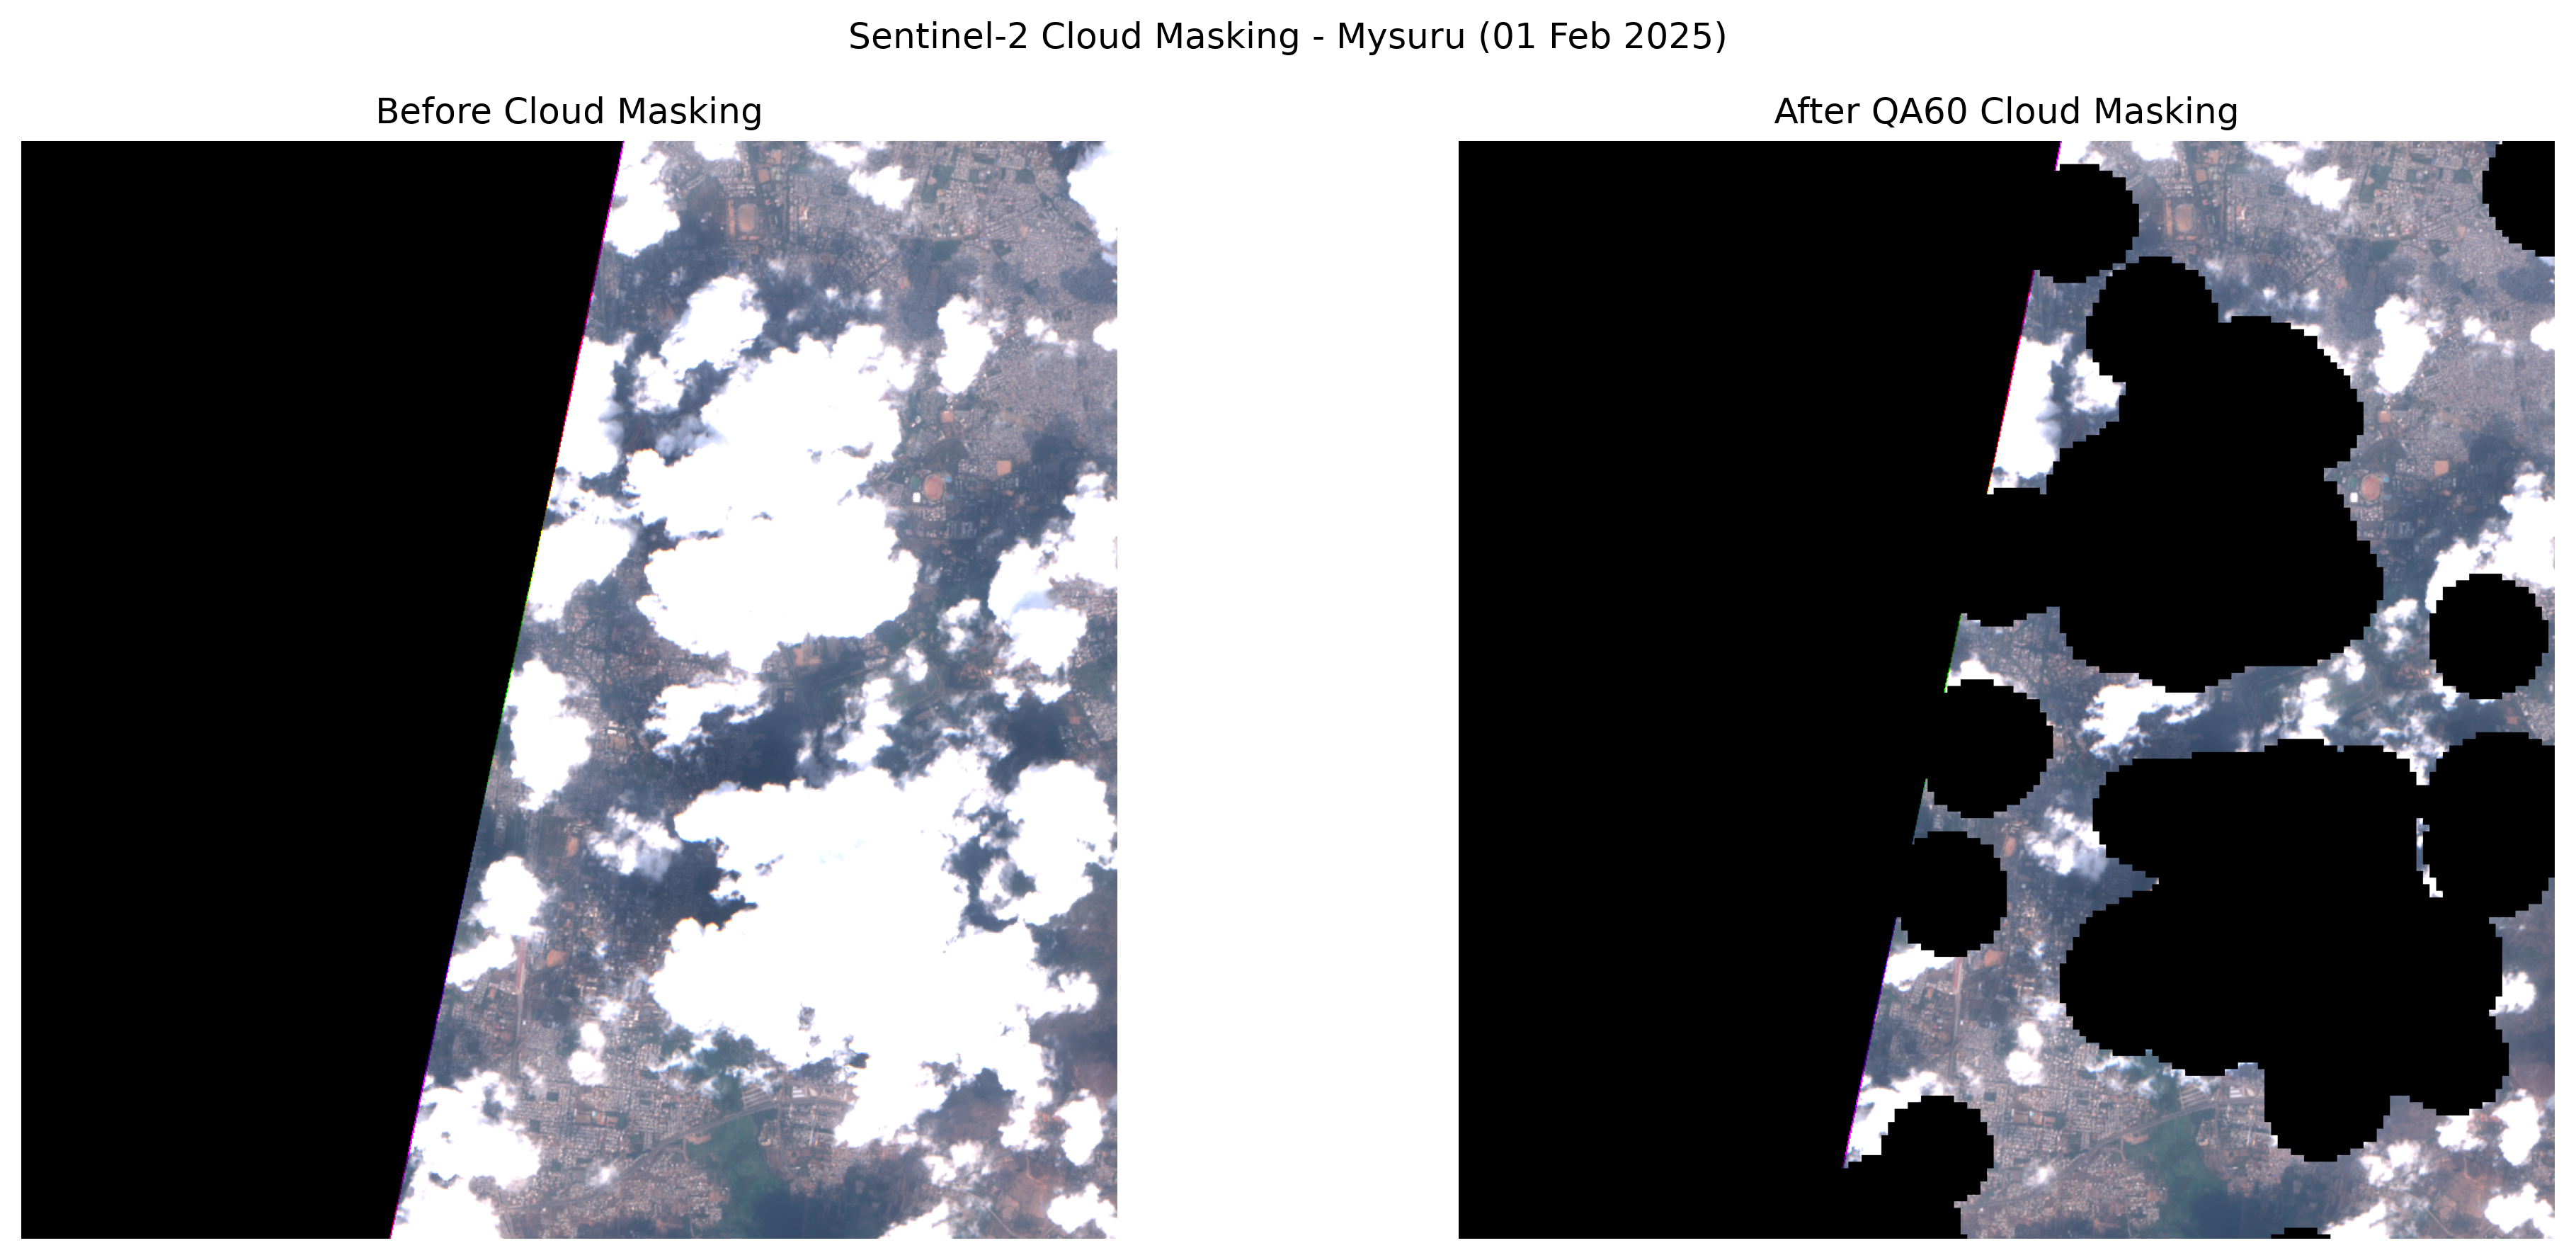 Sentinel-2 Cloud Masking - Mysuru (01 Feb 2025)
Before Cloud Masking
After QA60 Cloud Masking